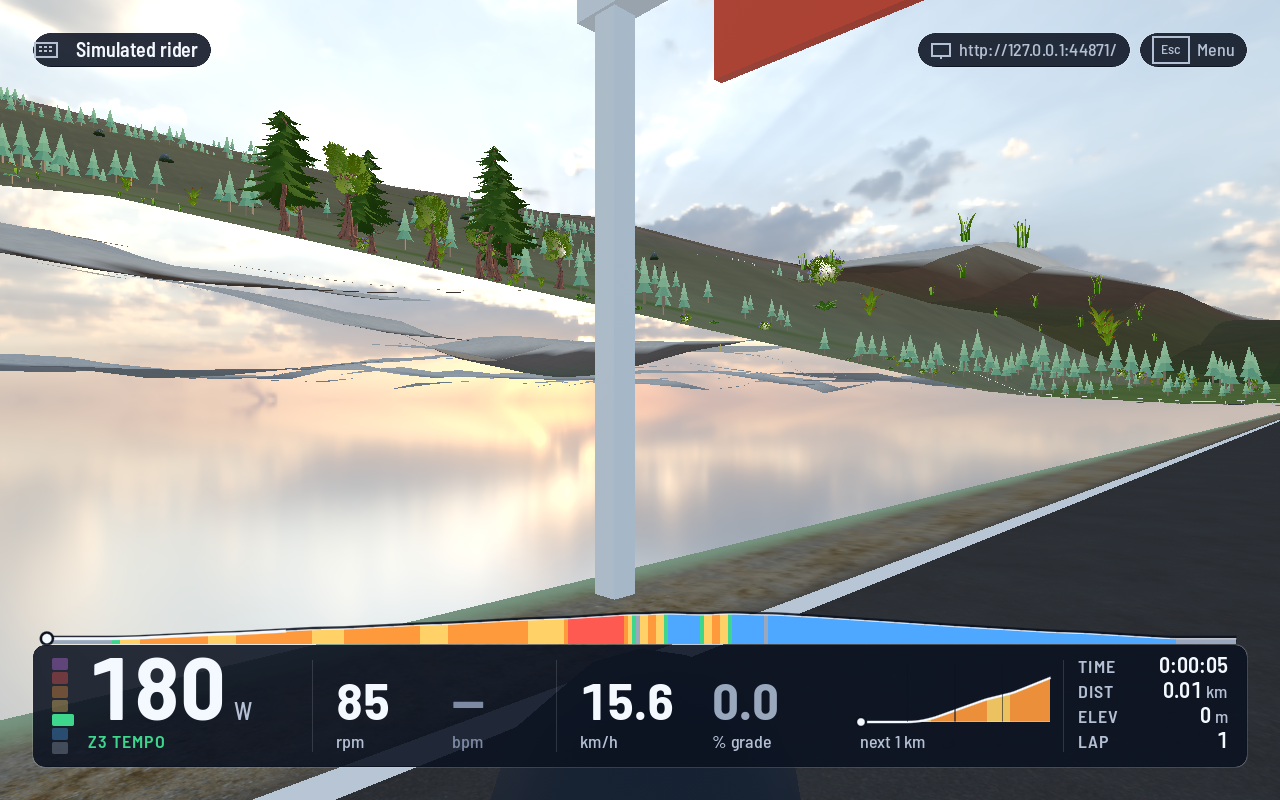 Simulated rider
http://127.0.0.1:44871/
Esc Menu
180 W
Z3 TEMPO
85 rpm
— bpm
15.6 km/h
0.0 % grade
next 1 km
TIME 0:00:05
DIST 0.01 km
ELEV 0 m
LAP 1